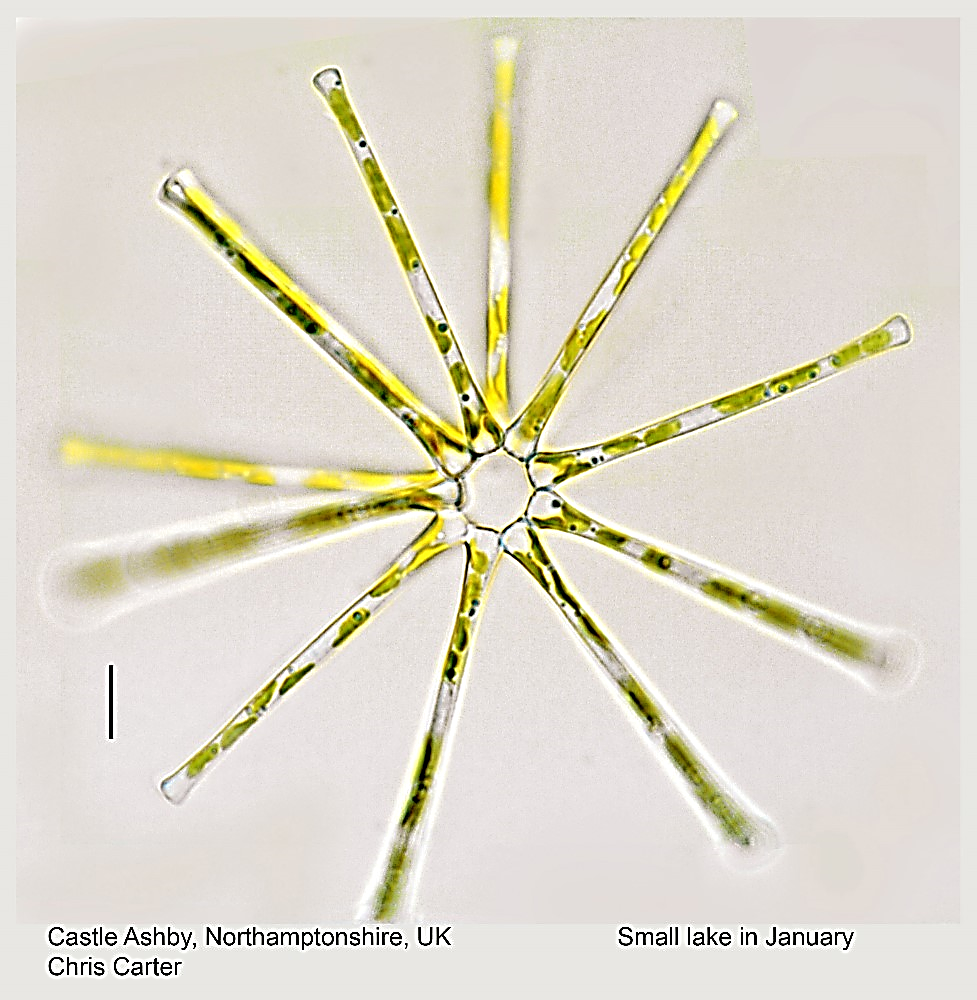 Castle Ashby, Northamptonshire, UK
Small lake in January
Chris Carter